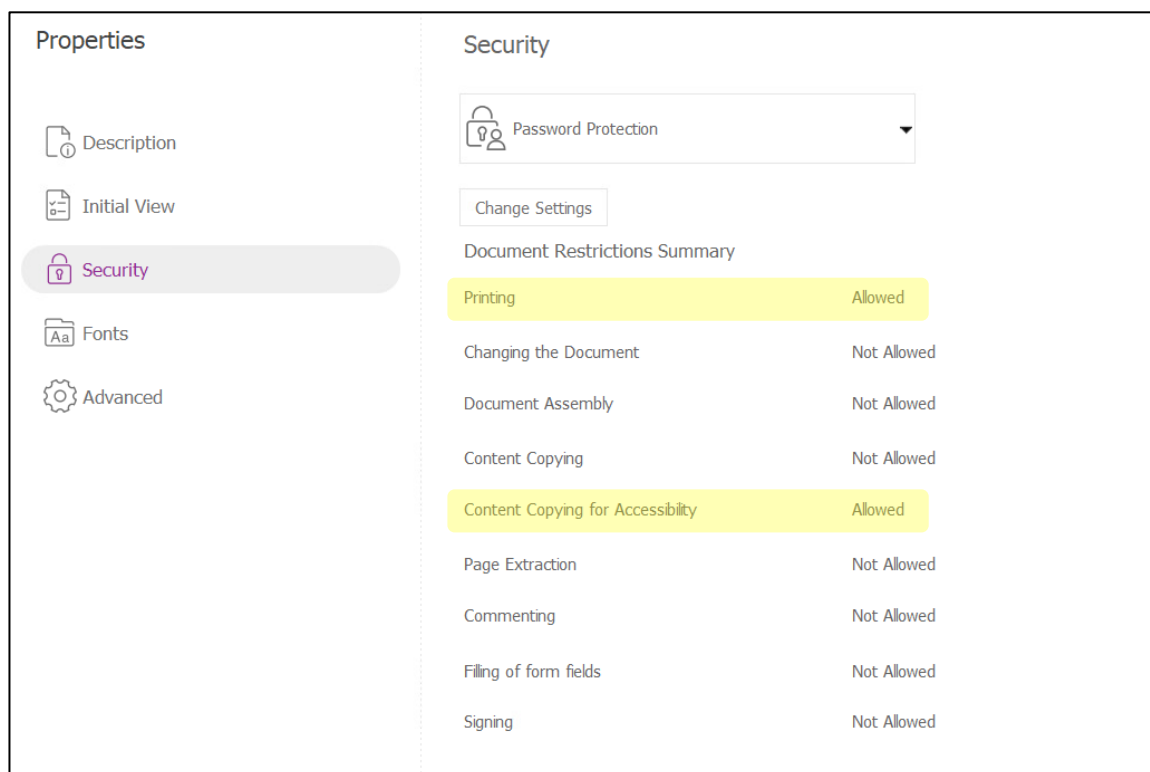 Properties
Description
Initial View
Security
Aa Fonts
Advanced
Security
Password Protection
Change Settings
Document Restrictions Summary
Printing Allowed
Changing the Document Not Allowed
Document Assembly Not Allowed
Content Copying Not Allowed
Content Copying for Accessibility Allowed
Page Extraction Not Allowed
Commenting Not Allowed
Filling of form fields Not Allowed
Signing Not Allowed